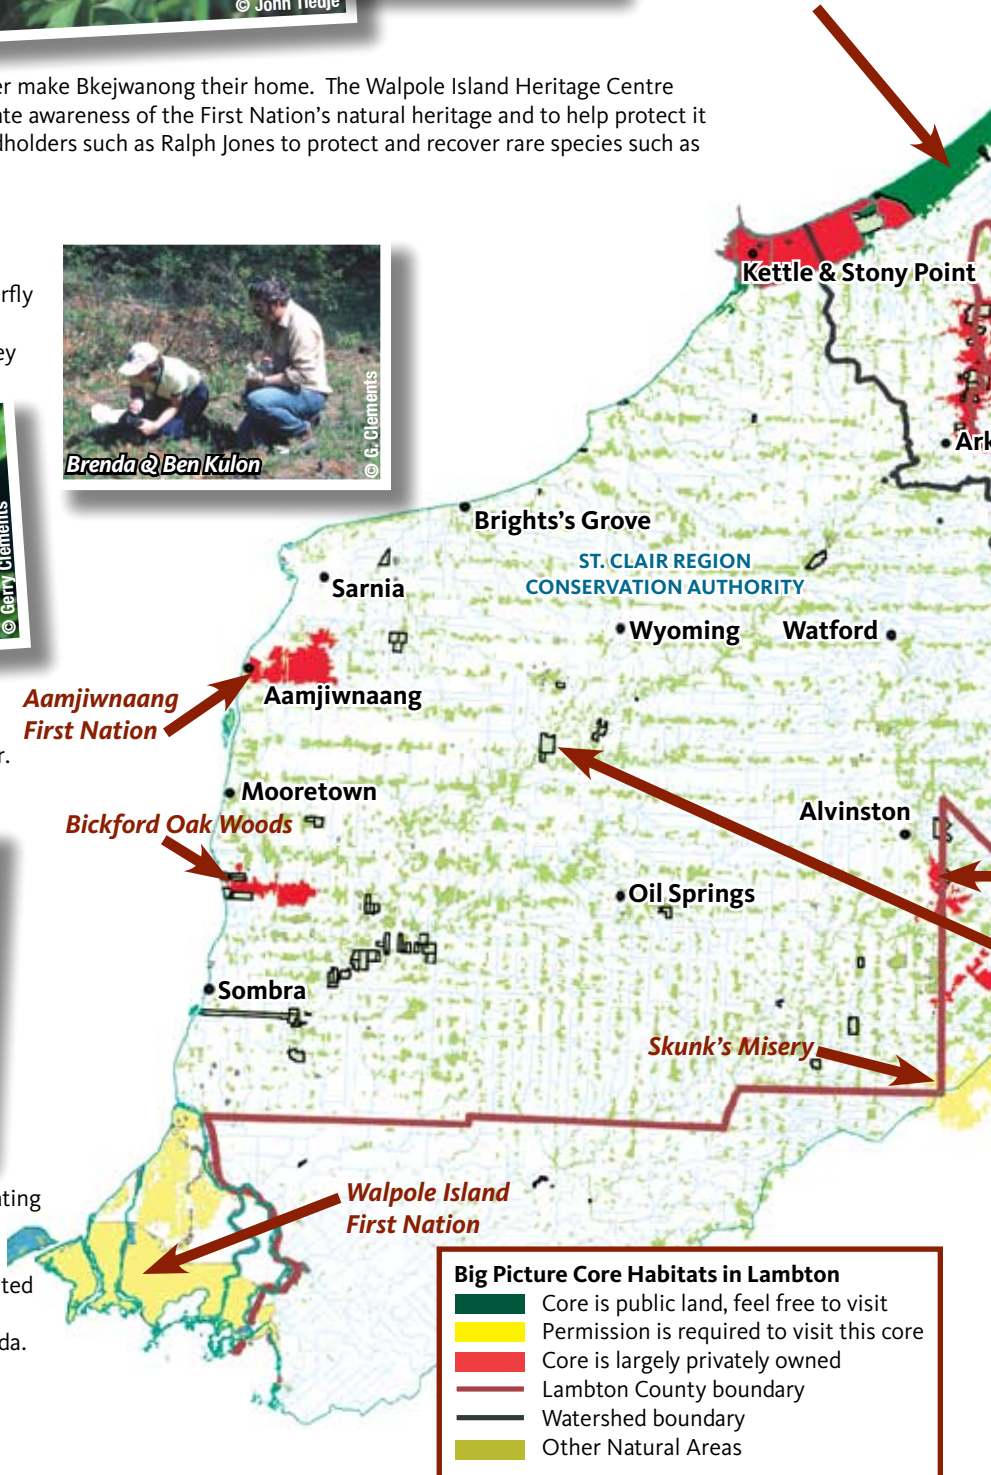 © John Tiedje
er make Bkejwanong their home. The Walpole Island Heritage Centre
ate awareness of the First Nation's natural heritage and to help protect it
dholders such as Ralph Jones to protect and recover rare species such as
rfly
ey
© G. Clements
Brenda & Ben Kulon
© Gerry Clements
r.
ating
ted
da.
Kettle & Stony Point
Ark
Brights's Grove
ST. CLAIR REGION
CONSERVATION AUTHORITY
Sarnia
Wyoming
Watford
Aamjiwnaang
First Nation
Aamjiwnaang
Mooretown
Bickford Oak Woods
Alvinston
Oil Springs
Sombra
Skunk's Misery
Walpole Island
First Nation
Big Picture Core Habitats in Lambton
Core is public land, feel free to visit
Permission is required to visit this core
Core is largely privately owned
Lambton County boundary
Watershed boundary
Other Natural Areas